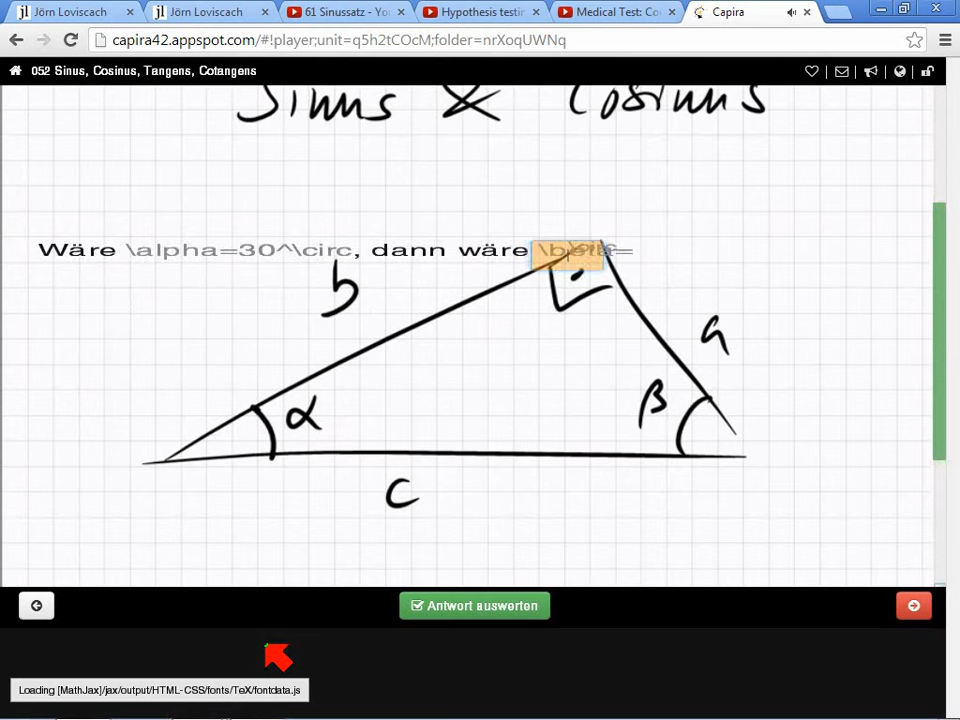 Jörn Loviscach
Jörn Loviscach
61 Sinussatz - Yo
Hypothesis testin
Medical Test: Co
Capira
capira42.appspot.com/#!player;unit=q5h2tCOcM;folder=nrXoqUWNq
052 Sinus, Cosinus, Tangens, Cotangens
Sinus & Cosinus
Wäre \alpha=30^\circ, dann wäre \beta=
b
a
α
β
c
Antwort auswerten
Loading [MathJax]/jax/output/HTML-CSS/fonts/TeX/fontdata.js